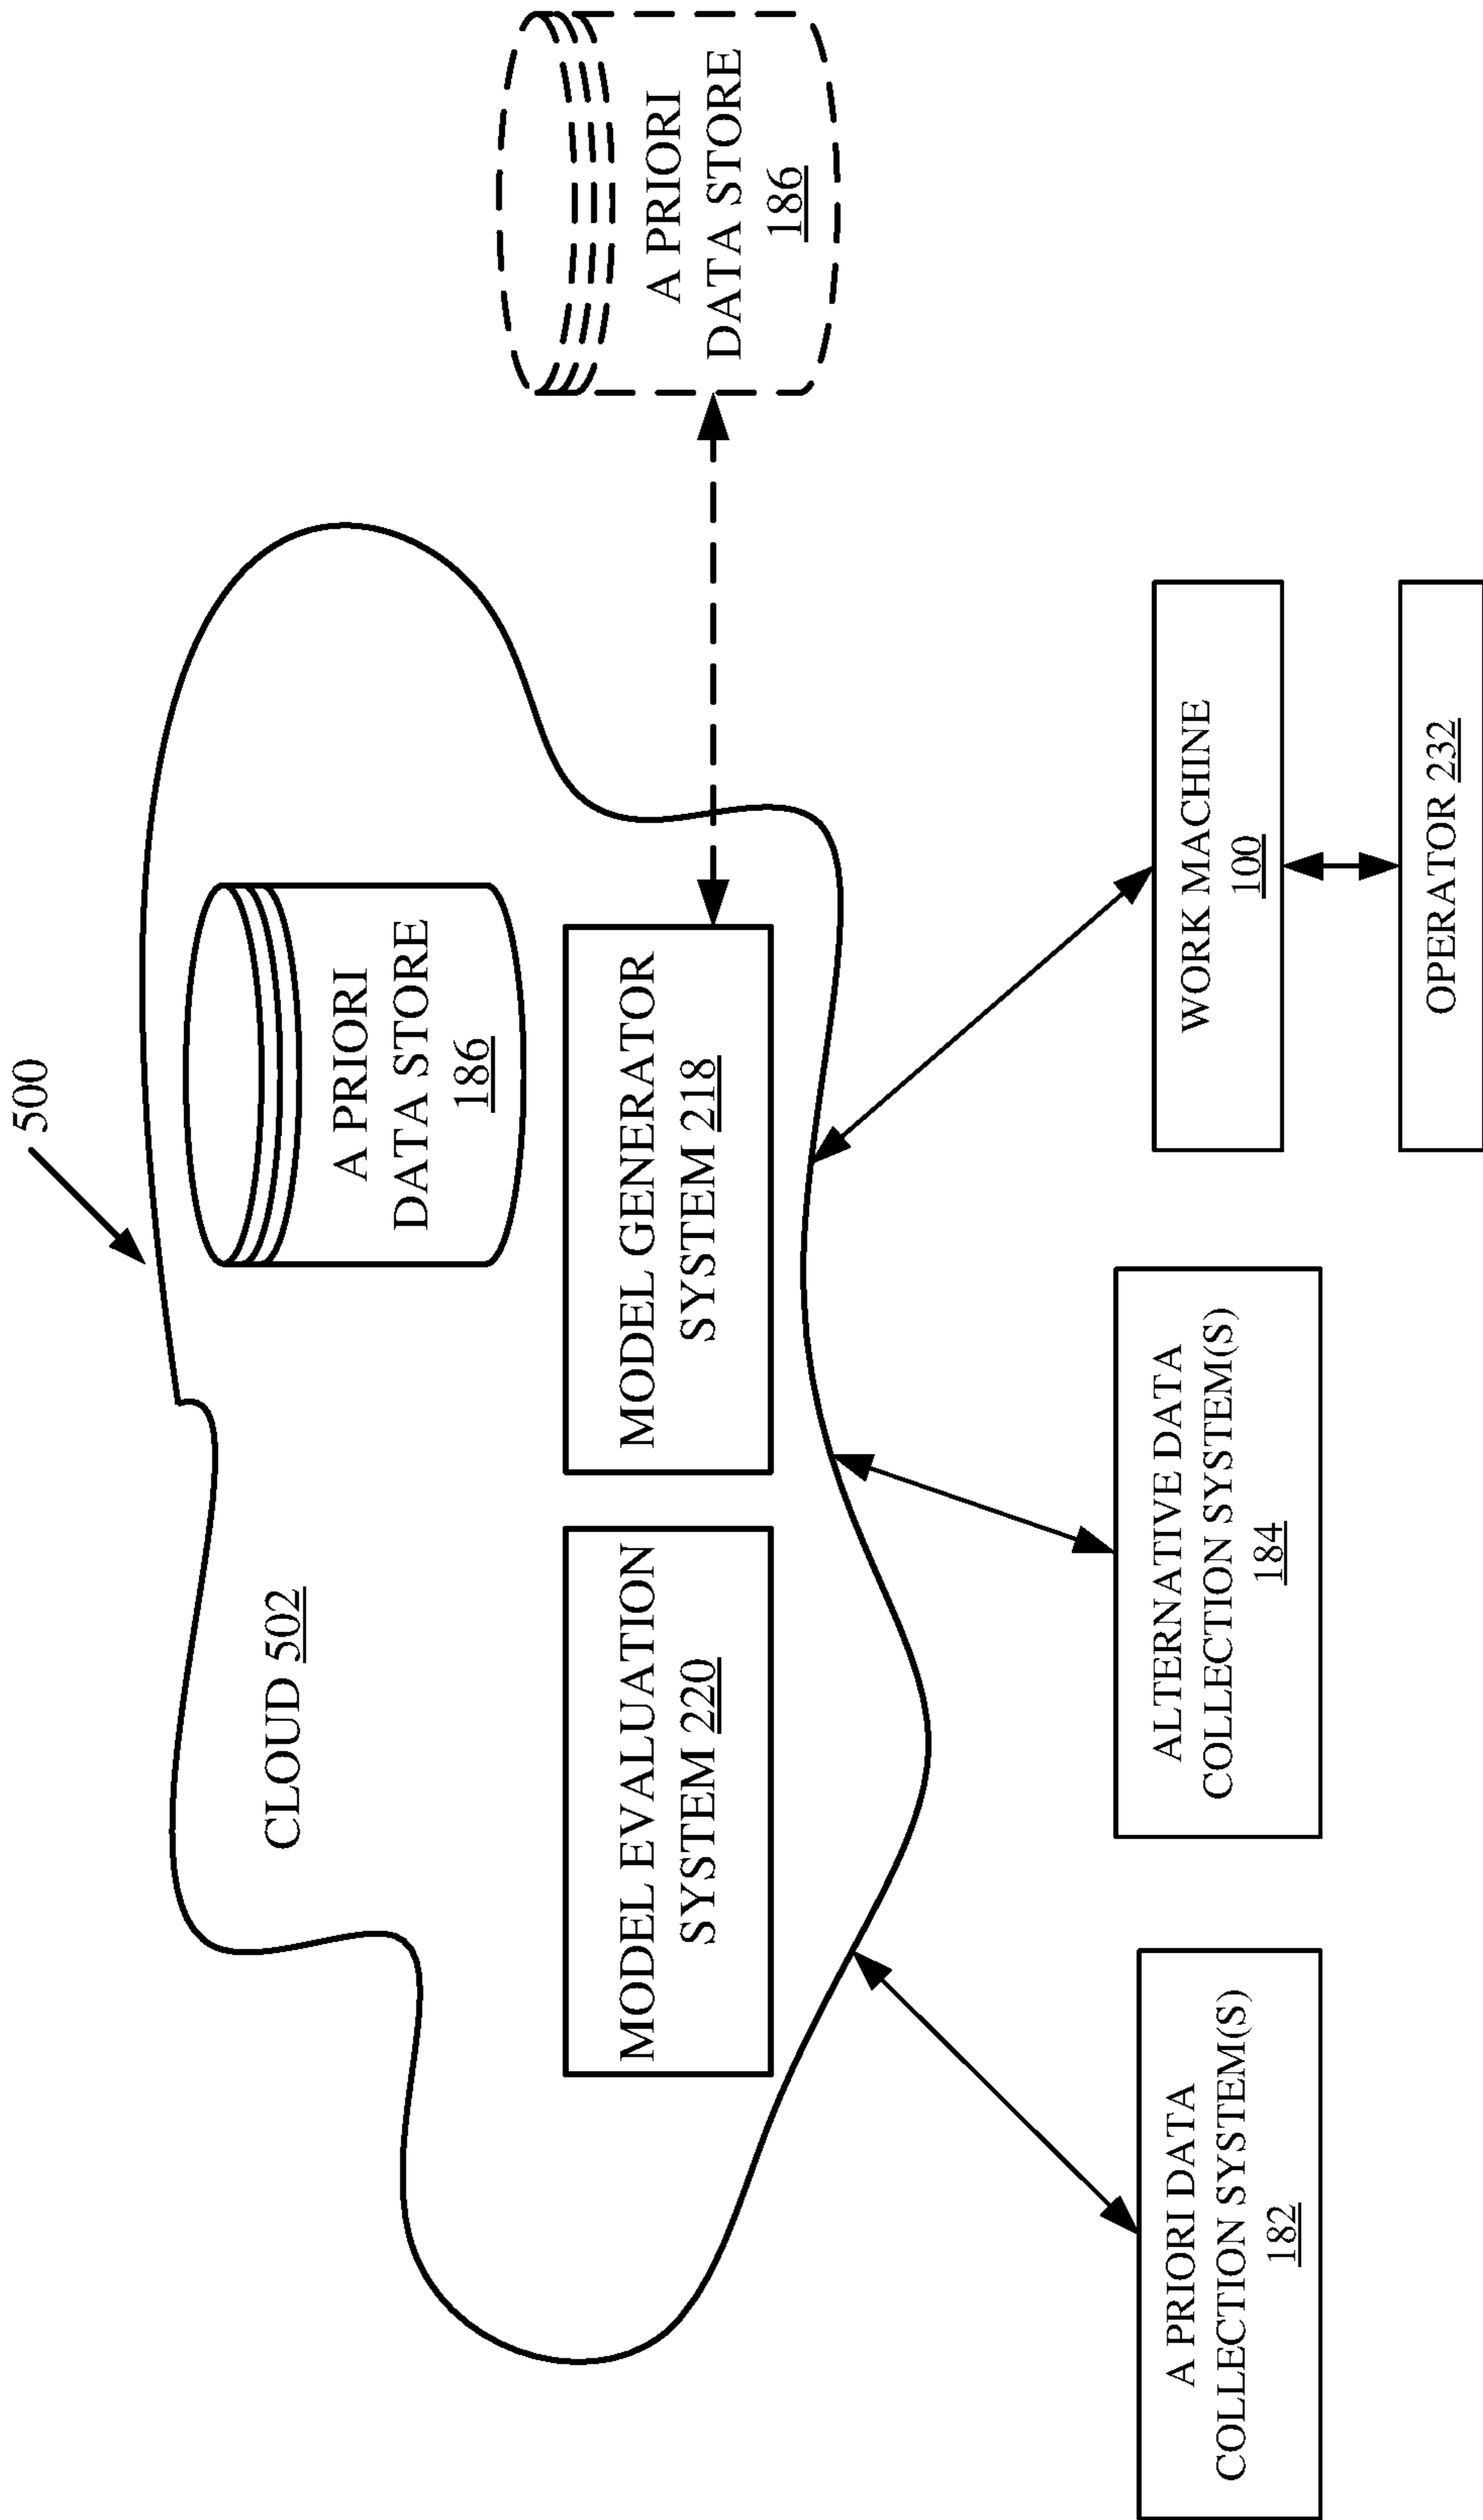 500
CLOUD 502
A PRIORI
DATA STORE
186
A PRIORI
DATA STORE
186
MODEL EVALUATION
SYSTEM 220
MODEL GENERATOR
SYSTEM 218
A PRIORI DATA
COLLECTION SYSTEM(S)
182
ALTERNATIVE DATA
COLLECTION SYSTEM(S)
184
WORK MACHINE
100
OPERATOR 232